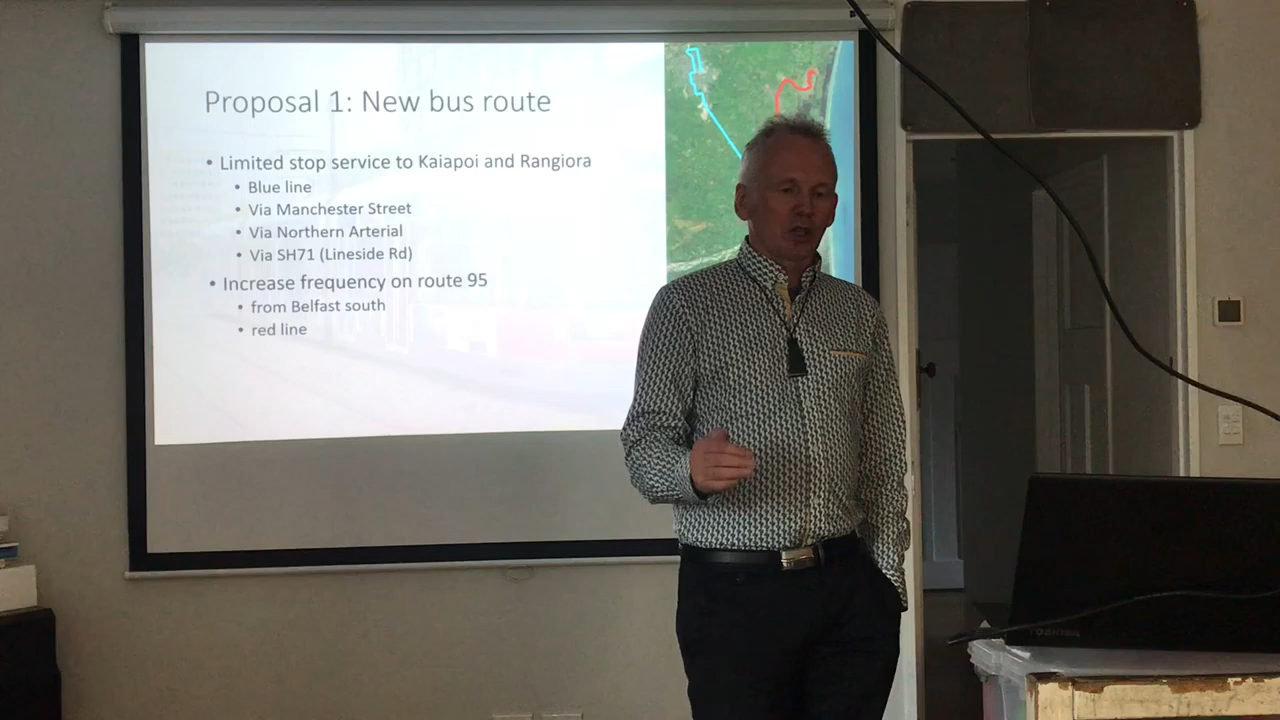 Proposal 1: New bus route
• Limited stop service to Kaiapoi and Rangiora
• Blue line
• Via Manchester Street
• Via Northern Arterial
• Via SH71 (Lineside Rd)
• Increase frequency on route 95
• from Belfast south
• red line
TOSHIBA